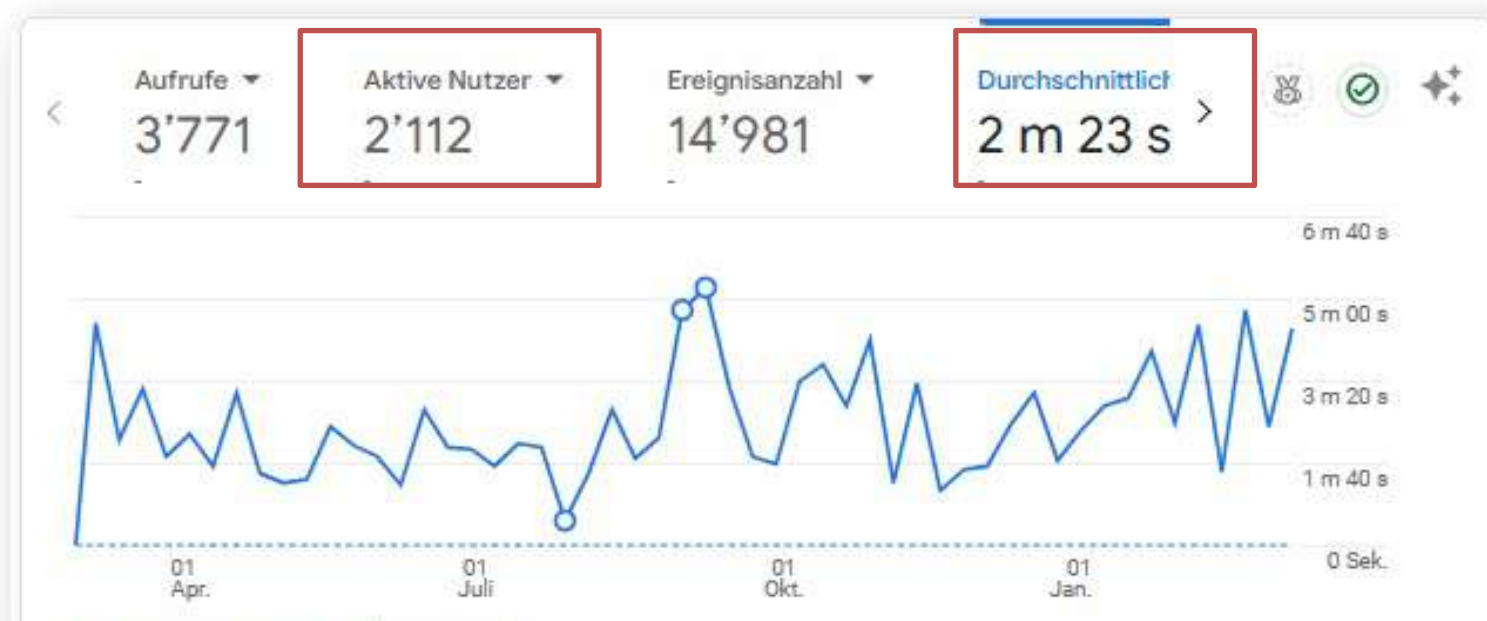 Aufrufe
Aktive Nutzer
Ereignisanzahl
Durchschnittlich
3’771
2’112
14’981
2 m 23 s
6 m 40 s
5 m 00 s
3 m 20 s
1 m 40 s
0 Sek.
01
Apr.
01
Juli
01
Okt.
01
Jan.